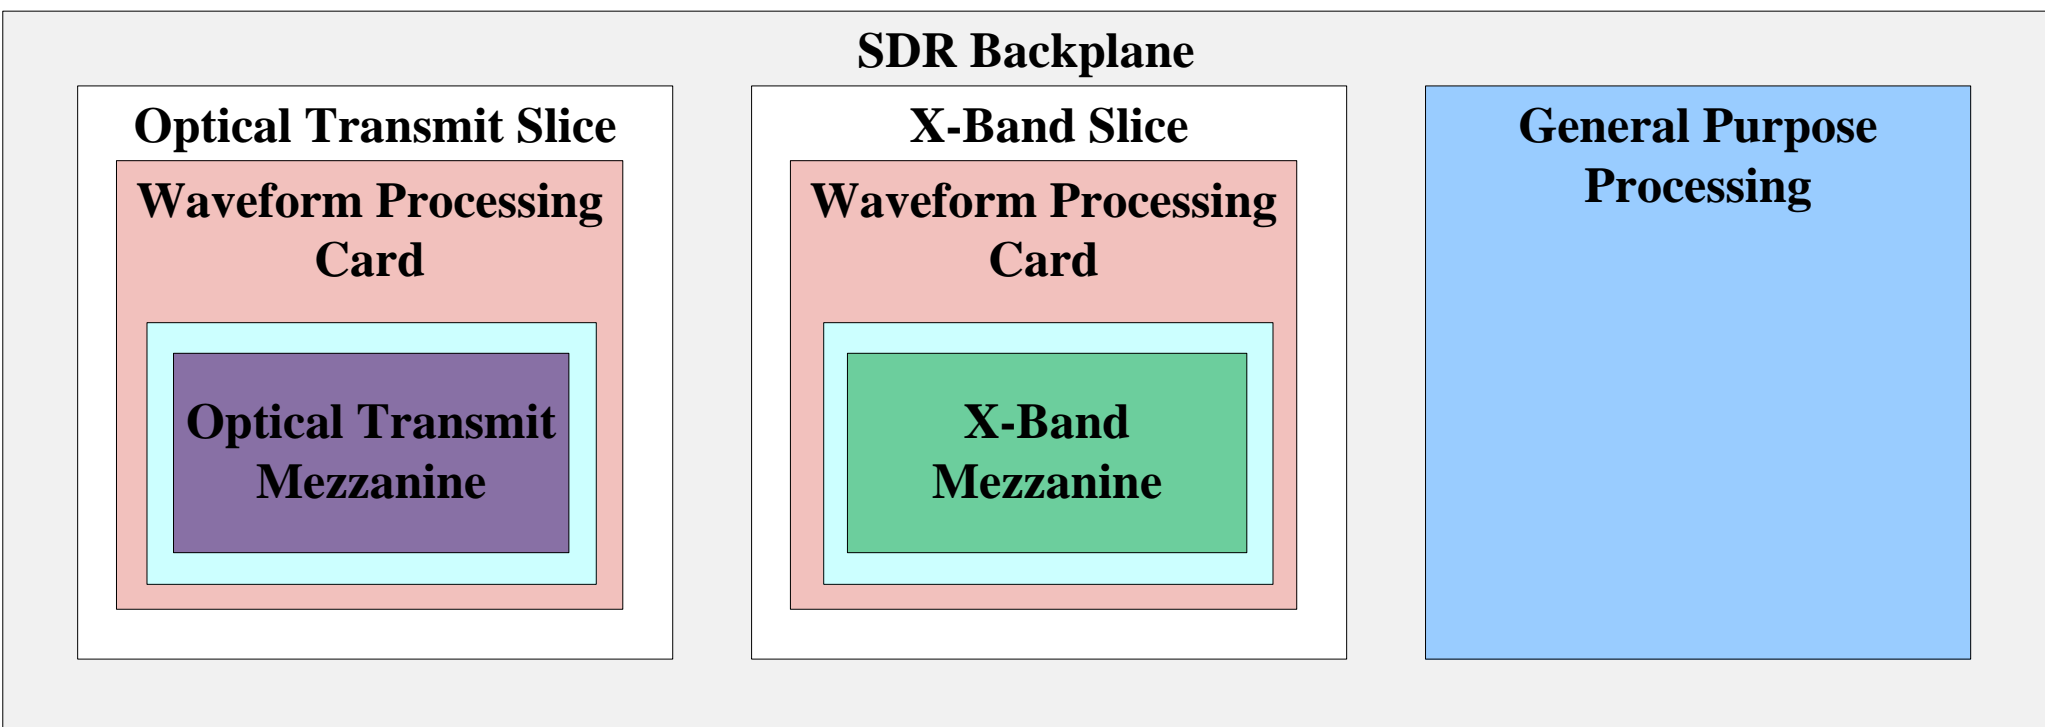 SDR Backplane
Optical Transmit Slice
Waveform Processing
Card
Optical Transmit
Mezzanine
X-Band Slice
Waveform Processing
Card
X-Band
Mezzanine
General Purpose
Processing